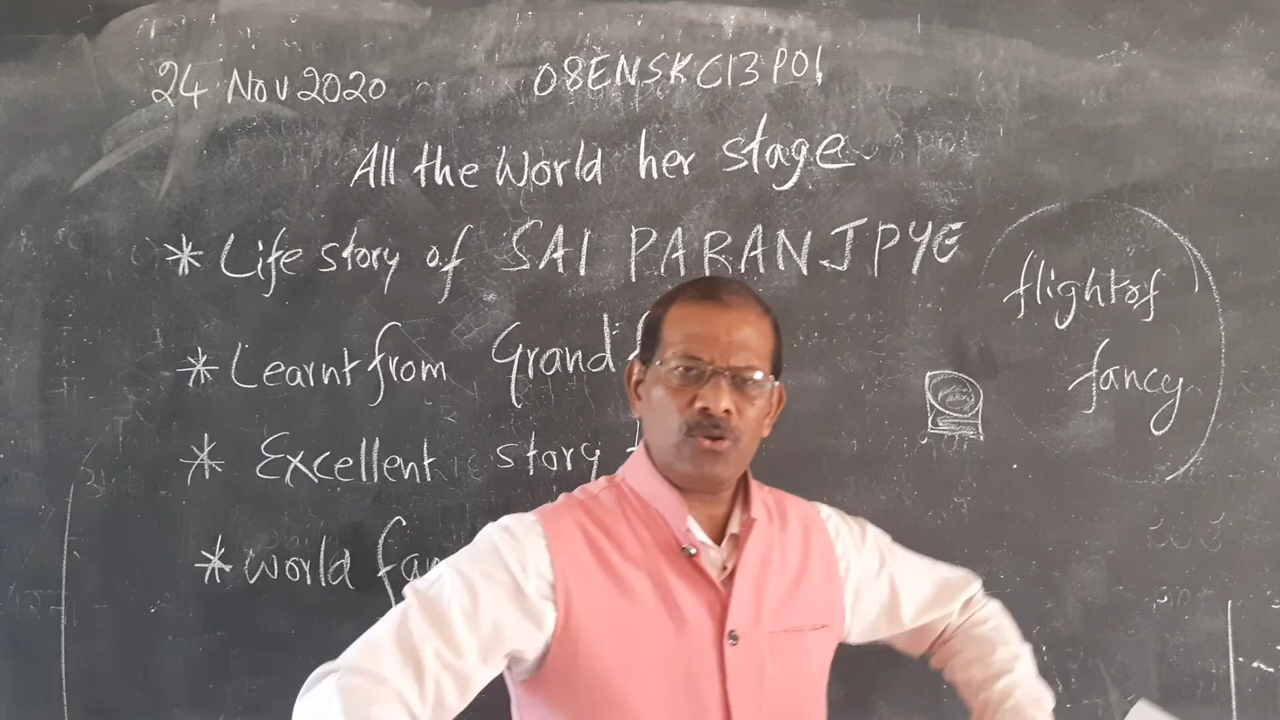 24 Nov 2020
08ENSKC13P01
All the World her stage
* Life story of SAI PARANJPYE
* Learnt from Grand
* Excellent story
* world
flight of
fancy